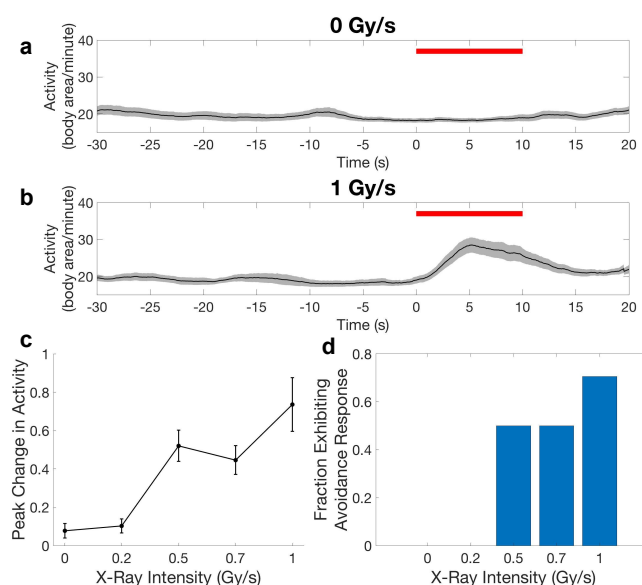 a
0 Gy/s
Activity
(body area/minute)
40
30
20
-30 -25 -20 -15 -10 -5 0 5 10 15 20
Time (s)
b
1 Gy/s
Activity
(body area/minute)
40
30
20
-30 -25 -20 -15 -10 -5 0 5 10 15 20
Time (s)
c
Peak Change in Activity
1
0.8
0.6
0.4
0.2
0
0 0.2 0.5 0.7 1
X-Ray Intensity (Gy/s)
d
Fraction Exhibiting
Avoidance Response
0.8
0.6
0.4
0.2
0
0 0.2 0.5 0.7 1
X-Ray Intensity (Gy/s)